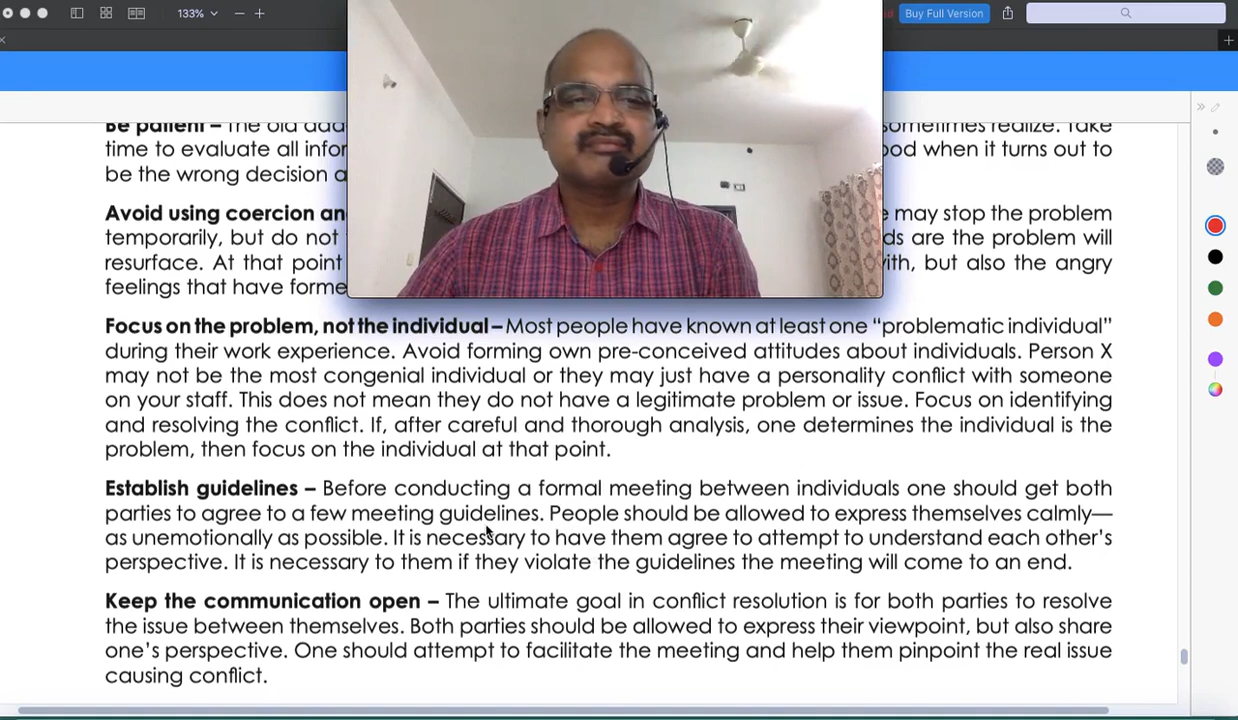 133%
Buy Full Version
Be patient – The old ada sometimes realize. Take
time to evaluate all infor ood when it turns out to
be the wrong decision a
Avoid using coercion an e may stop the problem
temporarily, but do not ds are the problem will
resurface. At that point with, but also the angry
feelings that have forme
Focus on the problem, not the individual – Most people have known at least one “problematic individual”
during their work experience. Avoid forming own pre-conceived attitudes about individuals. Person X
may not be the most congenial individual or they may just have a personality conflict with someone
on your staff. This does not mean they do not have a legitimate problem or issue. Focus on identifying
and resolving the conflict. If, after careful and thorough analysis, one determines the individual is the
problem, then focus on the individual at that point.
Establish guidelines – Before conducting a formal meeting between individuals one should get both
parties to agree to a few meeting guidelines. People should be allowed to express themselves calmly—
as unemotionally as possible. It is necessary to have them agree to attempt to understand each other’s
perspective. It is necessary to them if they violate the guidelines the meeting will come to an end.
Keep the communication open – The ultimate goal in conflict resolution is for both parties to resolve
the issue between themselves. Both parties should be allowed to express their viewpoint, but also share
one’s perspective. One should attempt to facilitate the meeting and help them pinpoint the real issue
causing conflict.